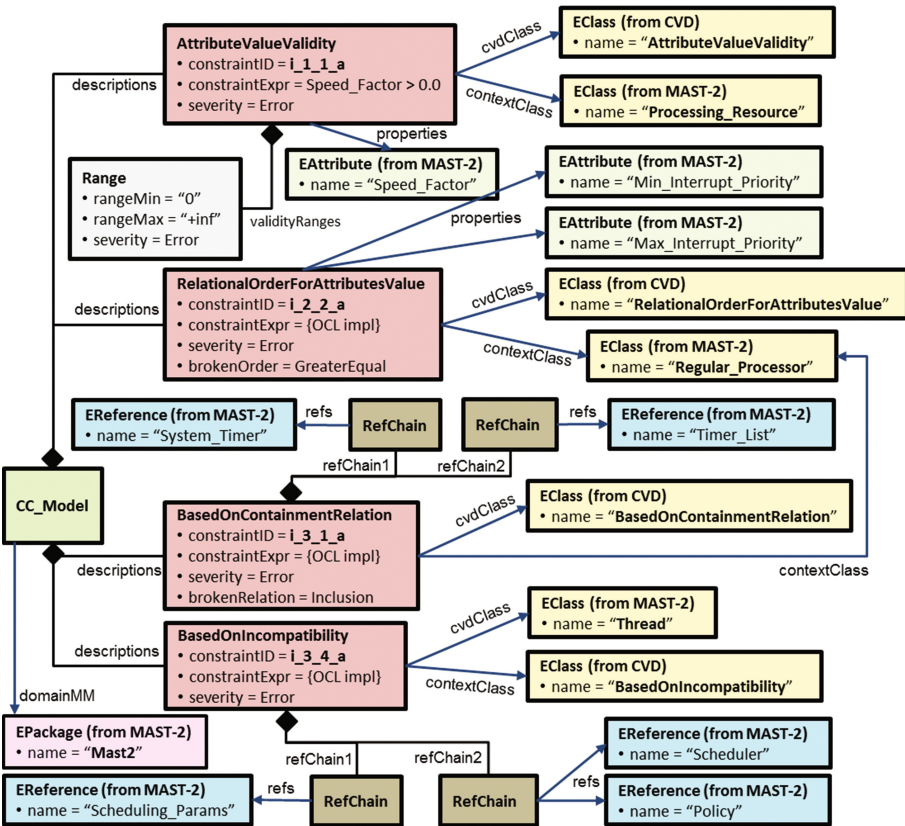 AttributeValueValidity
• constraintID = i_1_1_a
• constraintExpr = Speed_Factor > 0.0
• severity = Error
descriptions
cvdClass
EClass (from CVD)
• name = “AttributeValueValidity”
contextClass
EClass (from MAST-2)
• name = “Processing_Resource”
properties
EAttribute (from MAST-2)
• name = “Speed_Factor”
Range
• rangeMin = “0”
• rangeMax = “+inf”
• severity = Error
validityRanges
EAttribute (from MAST-2)
• name = “Min_Interrupt_Priority”
properties
EAttribute (from MAST-2)
• name = “Max_Interrupt_Priority”
RelationalOrderForAttributesValue
• constraintID = i_2_2_a
• constraintExpr = {OCL impl}
• severity = Error
• brokenOrder = GreaterEqual
descriptions
cvdClass
EClass (from CVD)
• name = “RelationalOrderForAttributesValue”
contextClass
EClass (from MAST-2)
• name = “Regular_Processor”
EReference (from MAST-2)
• name = “System_Timer”
refs
RefChain
RefChain
refs
EReference (from MAST-2)
• name = “Timer_List”
refChain1
refChain2
CC_Model
BasedOnContainmentRelation
• constraintID = i_3_1_a
• constraintExpr = {OCL impl}
• severity = Error
• brokenRelation = Inclusion
descriptions
cvdClass
EClass (from CVD)
• name = “BasedOnContainmentRelation”
contextClass
BasedOnIncompatibility
• constraintID = i_3_4_a
• constraintExpr = {OCL impl}
• severity = Error
descriptions
cvdClass
EClass (from MAST-2)
• name = “Thread”
contextClass
EClass (from CVD)
• name = “BasedOnIncompatibility”
domainMM
EPackage (from MAST-2)
• name = “Mast2”
refChain1
refChain2
EReference (from MAST-2)
• name = “Scheduler”
EReference (from MAST-2)
• name = “Scheduling_Params”
refs
RefChain
RefChain
refs
EReference (from MAST-2)
• name = “Policy”